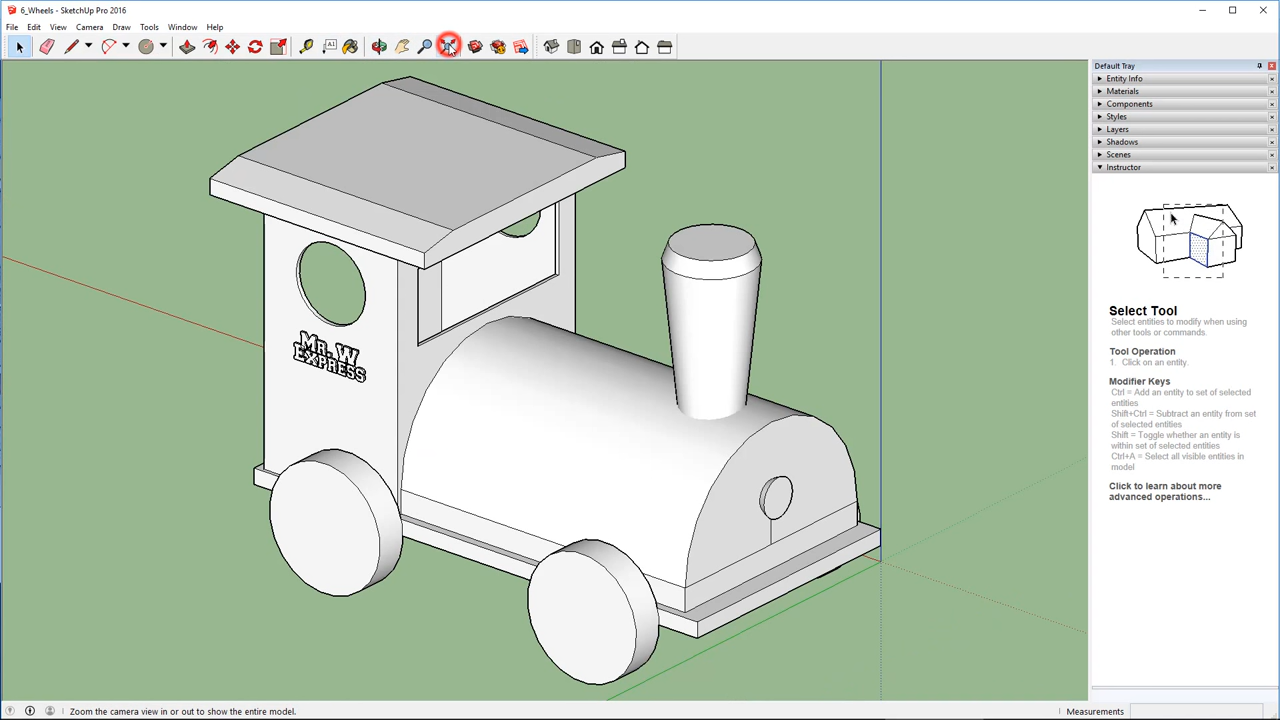 6_Wheels - SketchUp Pro 2016
File Edit View Camera Draw Tools Window Help
A1
Default Tray
Entity Info
Materials
Components
Styles
Layers
Shadows
Scenes
Instructor
MR. W
EXPRESS
Select Tool
Select entities to modify when using
other tools or commands.
Tool Operation
1. Click on an entity.
Modifier Keys
Ctrl = Add an entity to set of selected
entities
Shift+Ctrl = Subtract an entity from set
of selected entities
Shift = Toggle whether an entity is
within set of selected entities
Ctrl+A = Select all visible entities in
model
Click to learn about more
advanced operations...
Zoom the camera view in or out to show the entire model.
Measurements